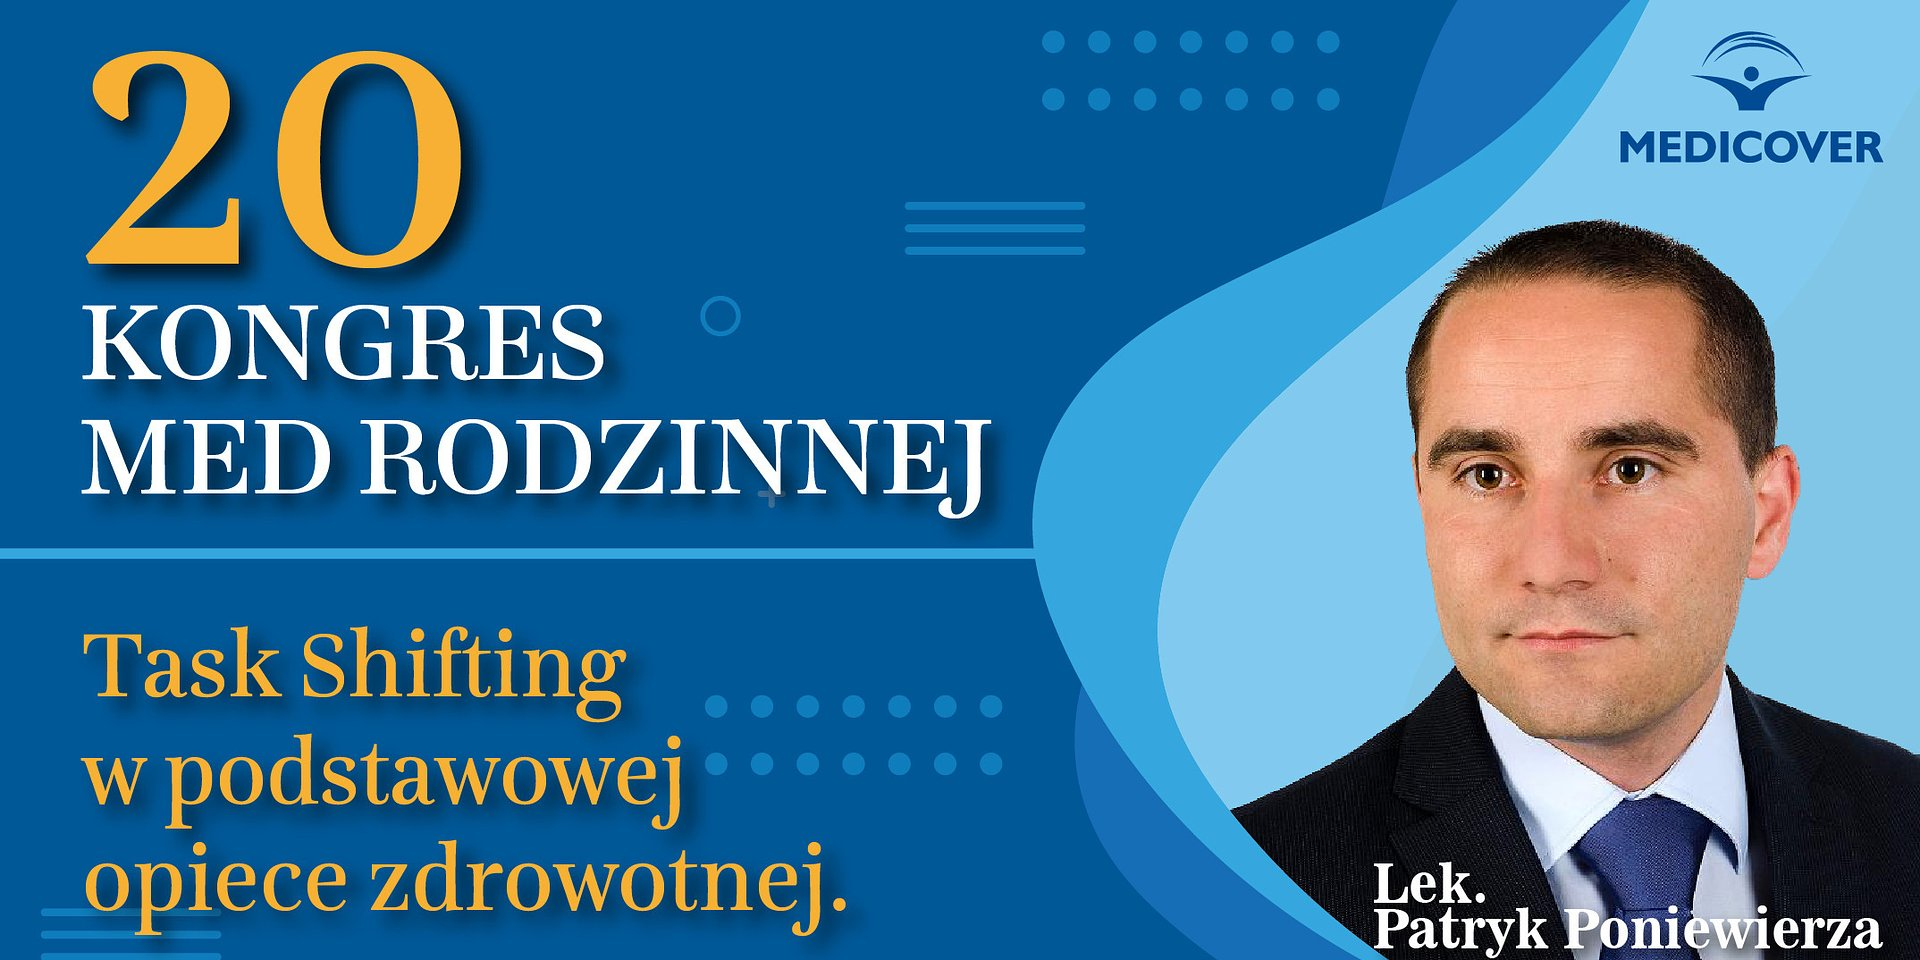 20
KONGRES
MED RODZINNEJ
Task Shifting
w podstawowej
opiece zdrowotnej.
MEDICOVER
Lek.
Patryk Poniewierza